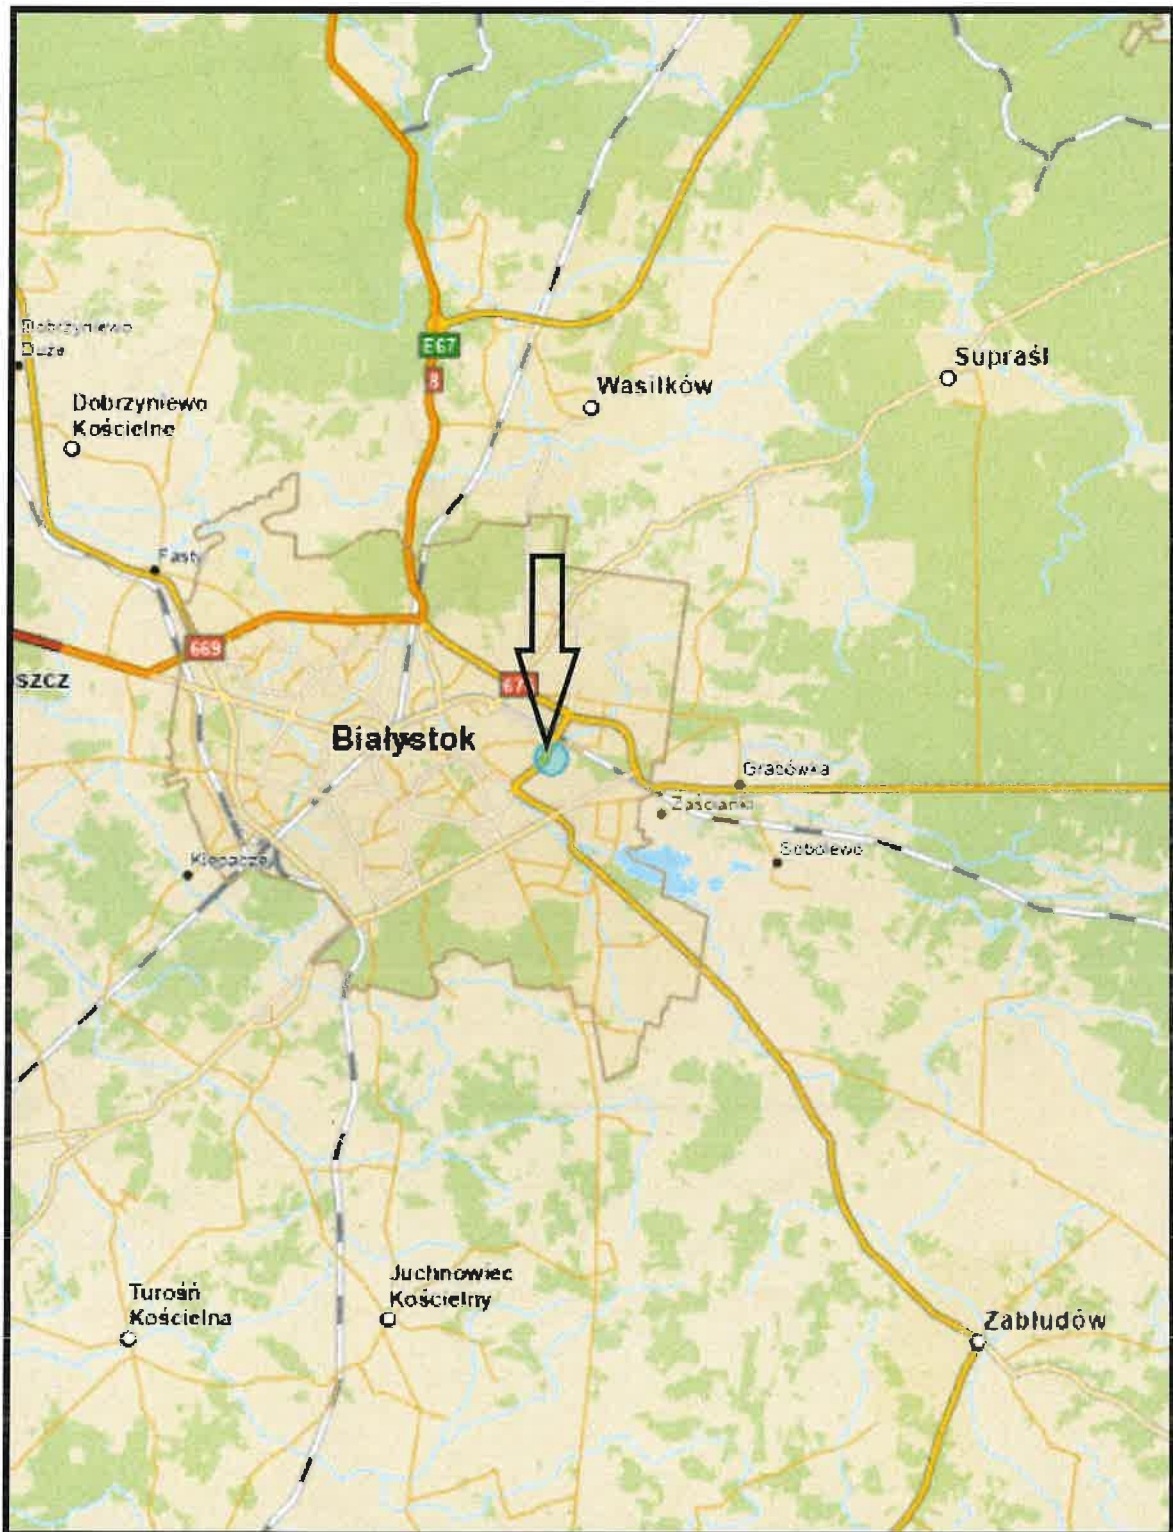 Dobrzyniewo
Duże
E67
8
Supraśl
Wasilków
Dobrzyniewo
Kościelne
Fasty
669
SZCZ
Białystok
Grabówka
Zaścianki
Sobolewo
Klepacze
Juchnowiec
Kościelny
Turośń
Kościelna
Zabłudów